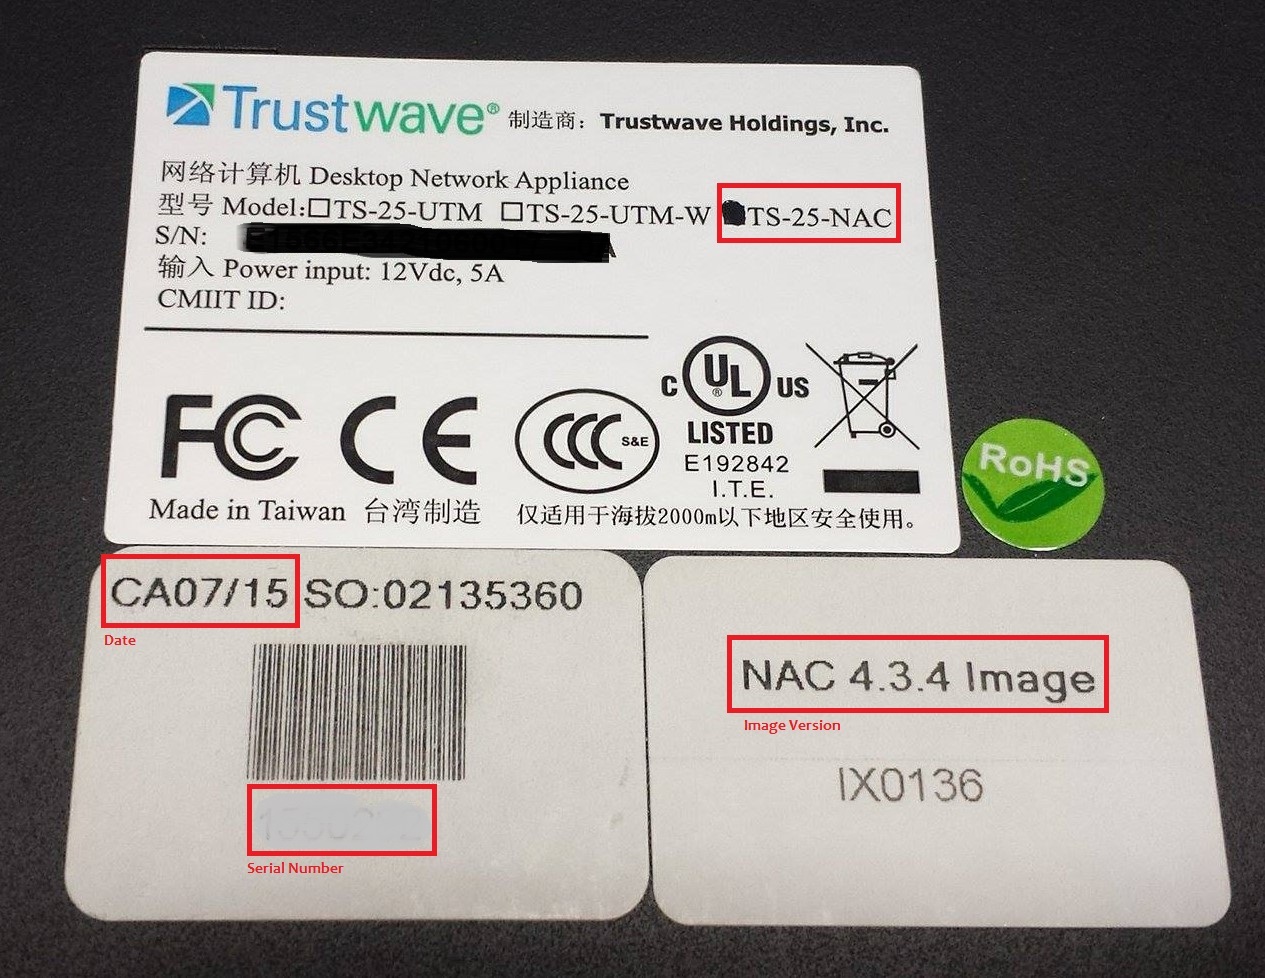 Trustwave® 制造商: Trustwave Holdings, Inc.
网络计算机 Desktop Network Appliance
型号 Model:☐TS-25-UTM ☐TS-25-UTM-W ■TS-25-NAC
S/N:
输入 Power input: 12Vdc, 5A
CMIIT ID:
FC CE CCC S&E C UL® US
LISTED
E192842
I.T.E.
RoHS
Made in Taiwan 台湾制造 仅适用于海拔2000m以下地区安全使用。
CA07/15 SO:02135360
Date
Serial Number
NAC 4.3.4 Image
Image Version
IX0136